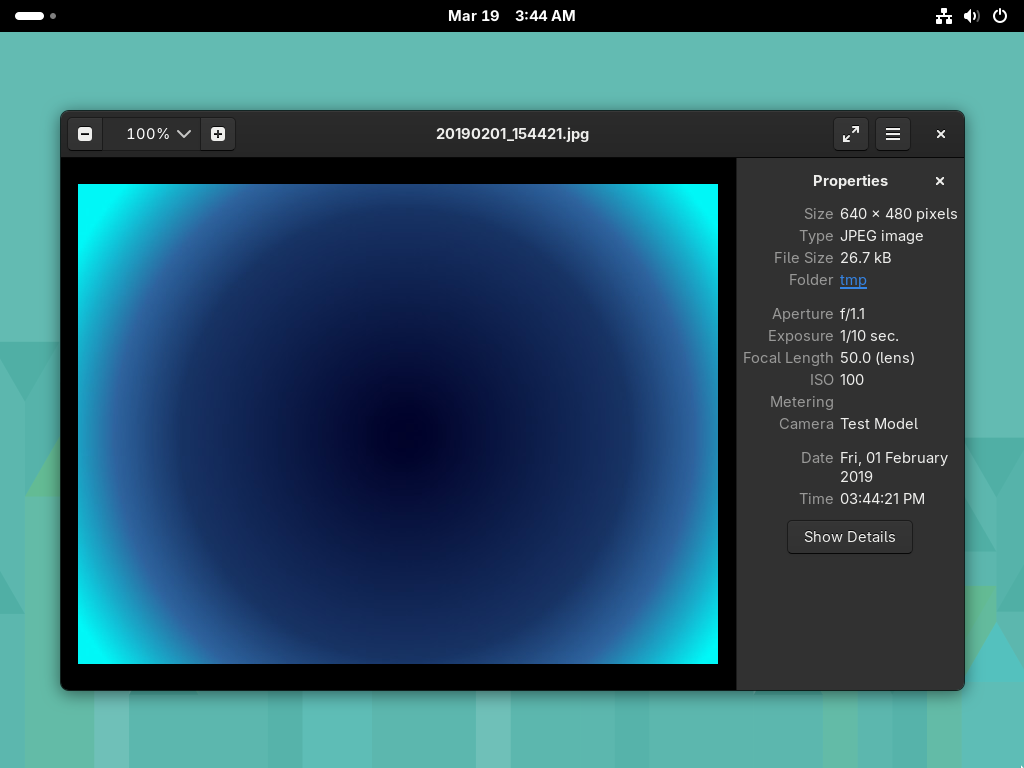 Mar 19 3:44 AM
100%
20190201_154421.jpg
Properties
Size 640 × 480 pixels
Type JPEG image
File Size 26.7 kB
Folder tmp
Aperture f/1.1
Exposure 1/10 sec.
Focal Length 50.0 (lens)
ISO 100
Metering
Camera Test Model
Date Fri, 01 February
2019
Time 03:44:21 PM
Show Details